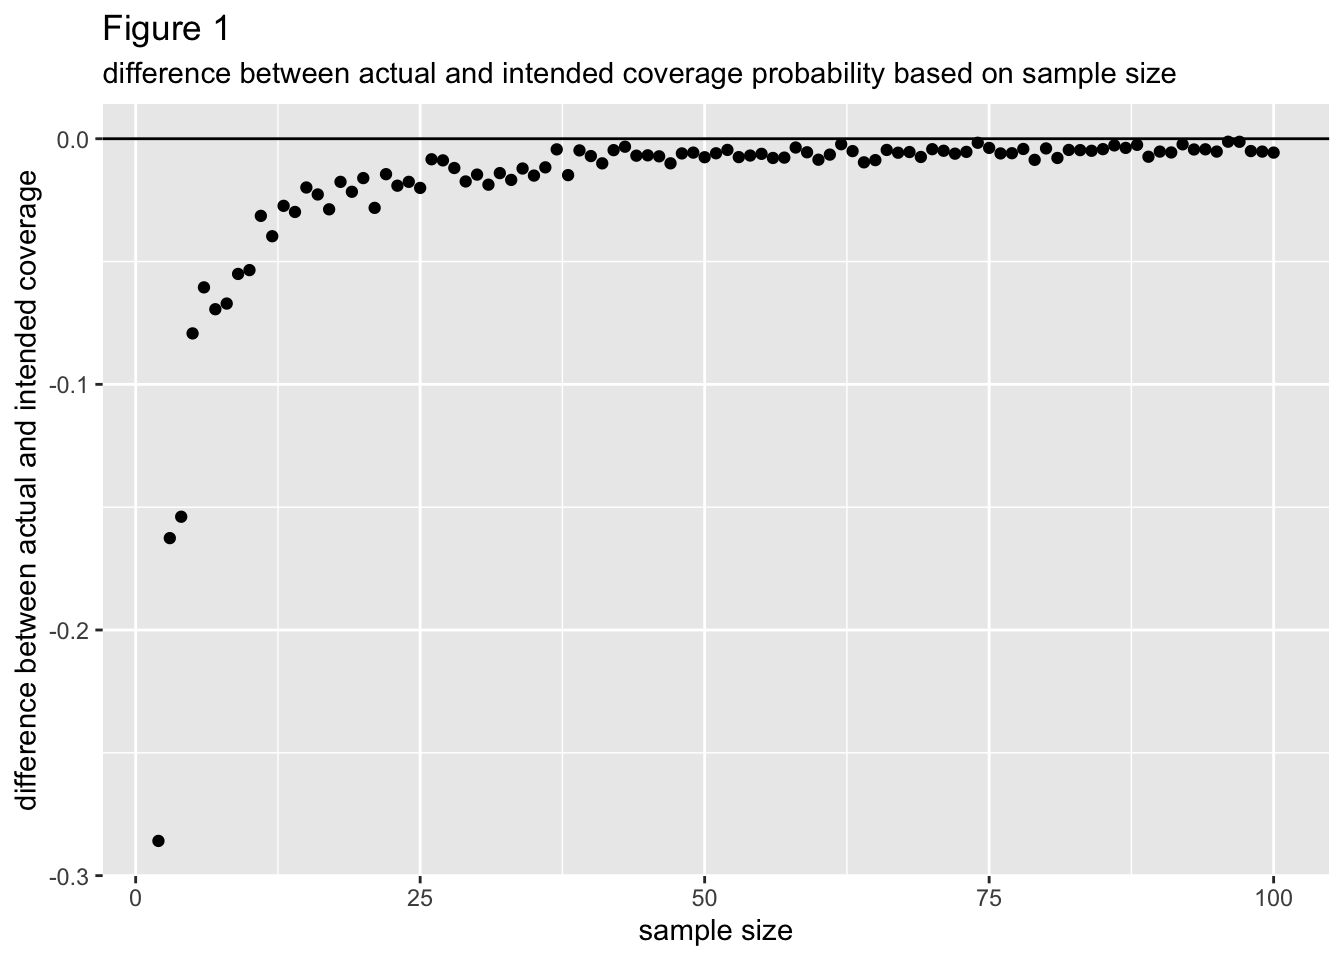 Figure 1
difference between actual and intended coverage probability based on sample size
difference between actual and intended coverage
0.0
-0.1
-0.2
-0.3
0
25
50
75
100
sample size